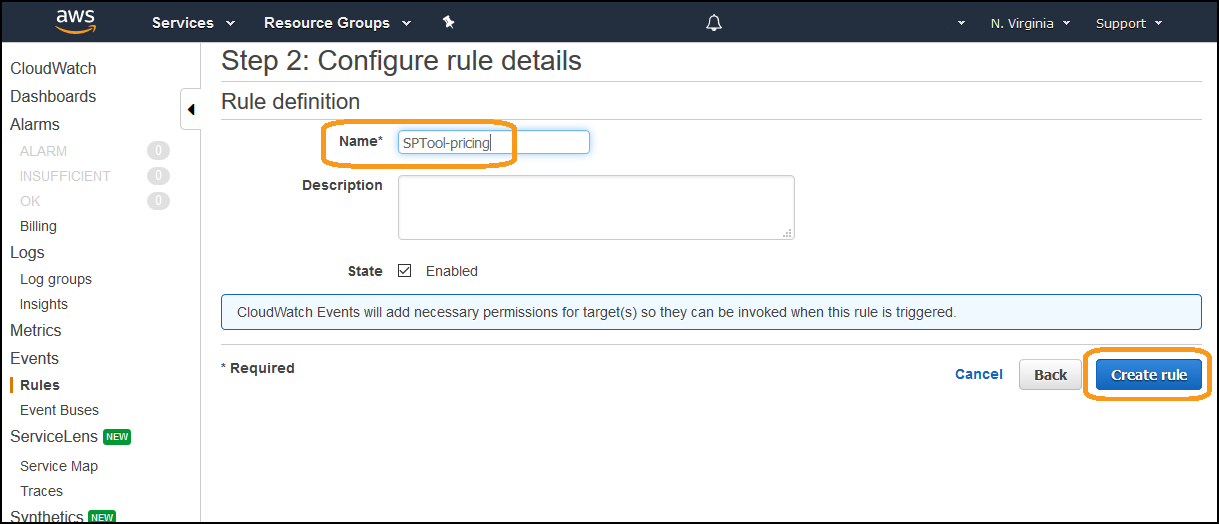 aws Services Resource Groups N. Virginia Support
CloudWatch
Dashboards
Alarms
ALARM 0
INSUFFICIENT 0
OK 0
Billing
Logs
Log groups
Insights
Metrics
Events
Rules
Event Buses
ServiceLens NEW
Service Map
Traces
Synthetics NEW
Step 2: Configure rule details
Rule definition
Name* SPTool-pricing
Description
State Enabled
CloudWatch Events will add necessary permissions for target(s) so they can be invoked when this rule is triggered.
* Required
Cancel Back Create rule